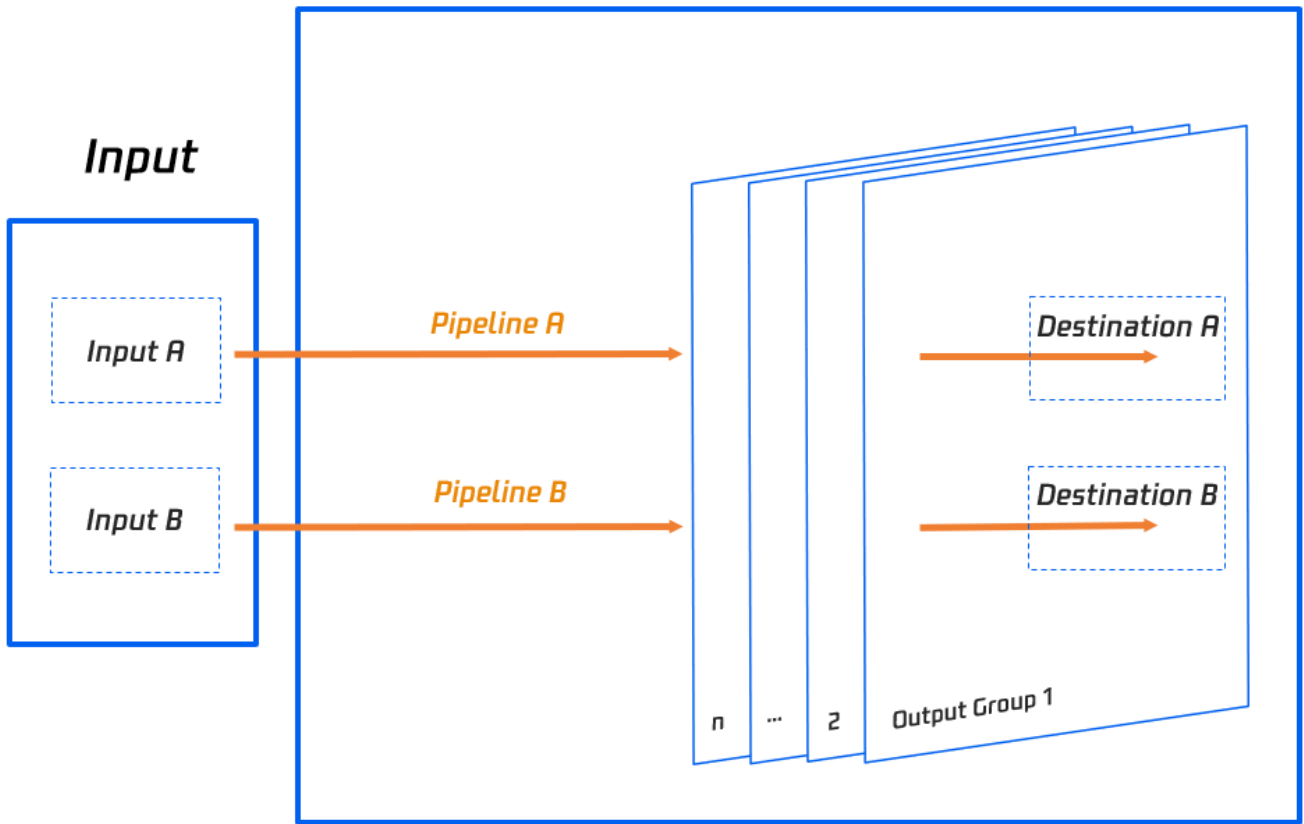 Input
Input A
Pipeline A
Destination A
Input B
Pipeline B
Destination B
n
...
2
Output Group 1